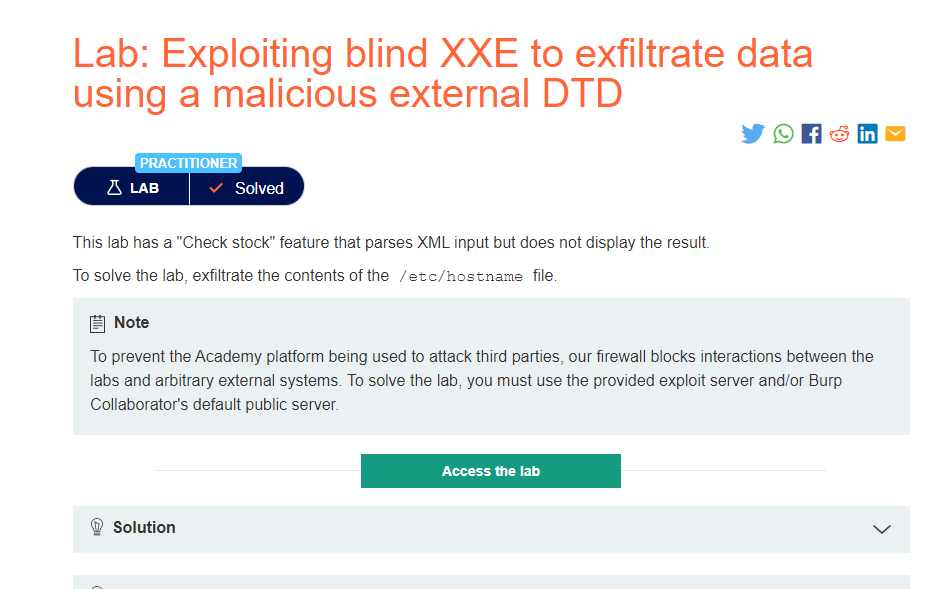 Lab: Exploiting blind XXE to exfiltrate data
using a malicious external DTD
PRACTITIONER
LAB
Solved
This lab has a "Check stock" feature that parses XML input but does not display the result.
To solve the lab, exfiltrate the contents of the /etc/hostname file.
Note
To prevent the Academy platform being used to attack third parties, our firewall blocks interactions between the
labs and arbitrary external systems. To solve the lab, you must use the provided exploit server and/or Burp
Collaborator's default public server.
Access the lab
Solution